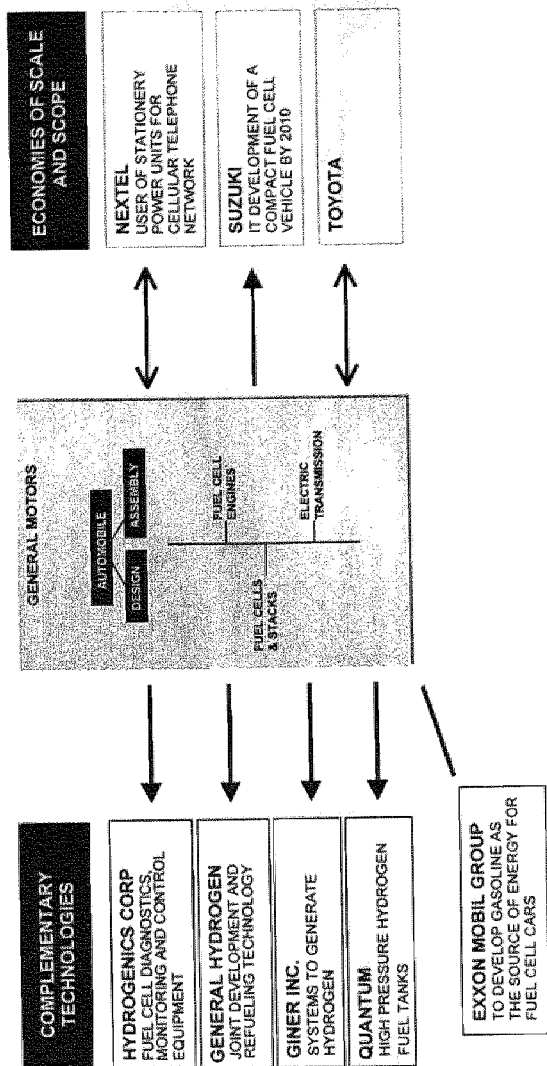 COMPLEMENTARY
TECHNOLOGIES
HYDROGENICS CORP
FUEL CELL DIAGNOSTICS,
MONITORING AND CONTROL
EQUIPMENT
GENERAL HYDROGEN
JOINT DEVELOPMENT AND
REFUELING TECHNOLOGY
GINER INC.
SYSTEMS TO GENERATE
HYDROGEN
QUANTUM
HIGH PRESSURE HYDROGEN
FUEL TANKS
EXXON MOBIL GROUP
TO DEVELOP GASOLINE AS
THE SOURCE OF ENERGY FOR
FUEL CELL CARS
GENERAL MOTORS
AUTOMOBILE
DESIGN
ASSEMBLY
FUEL CELL
ENGINES
FUEL CELLS
& STACKS
ELECTRIC
TRANSMISSION
ECONOMIES OF SCALE
AND SCOPE
NEXTEL
USER OF STATIONERY
POWER UNITS FOR
CELLULAR TELEPHONE
NETWORK
SUZUKI
IT DEVELOPMENT OF A
COMPACT FUEL CELL
VEHICLE BY 2010
TOYOTA